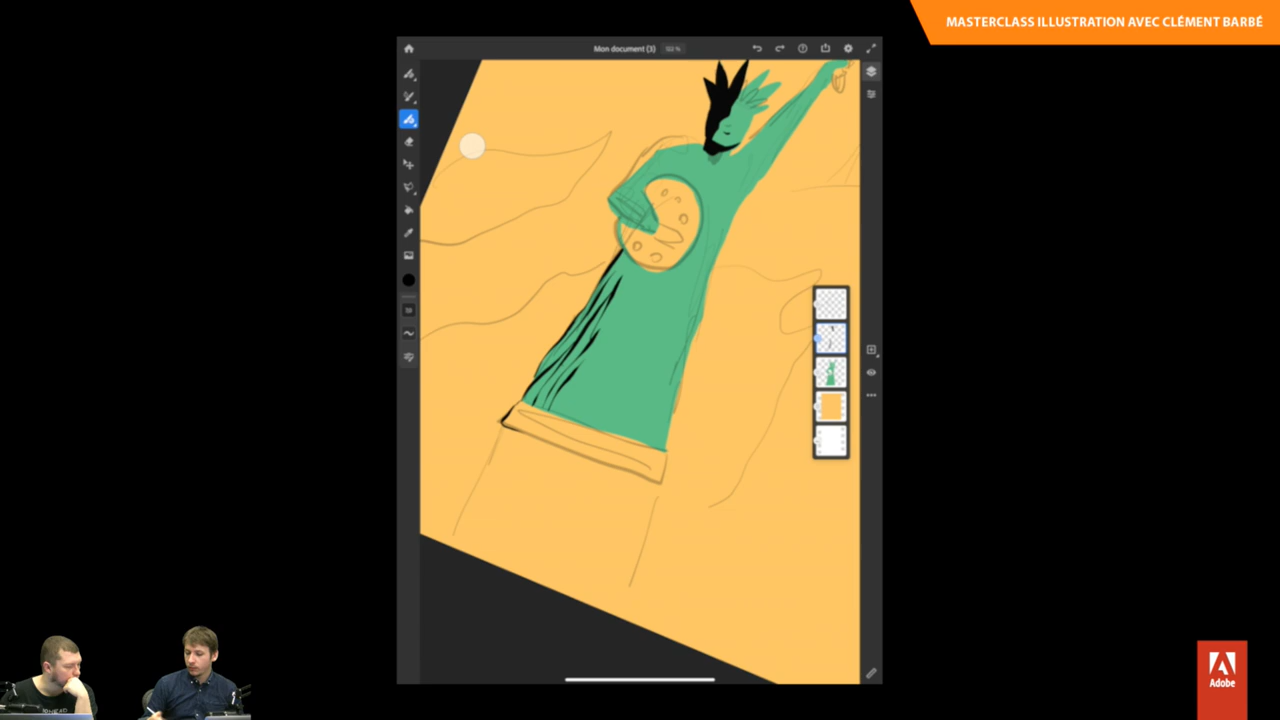 MASTERCLASS ILLUSTRATION AVEC CLÉMENT BARBÉ
Mon document (3)
Adobe